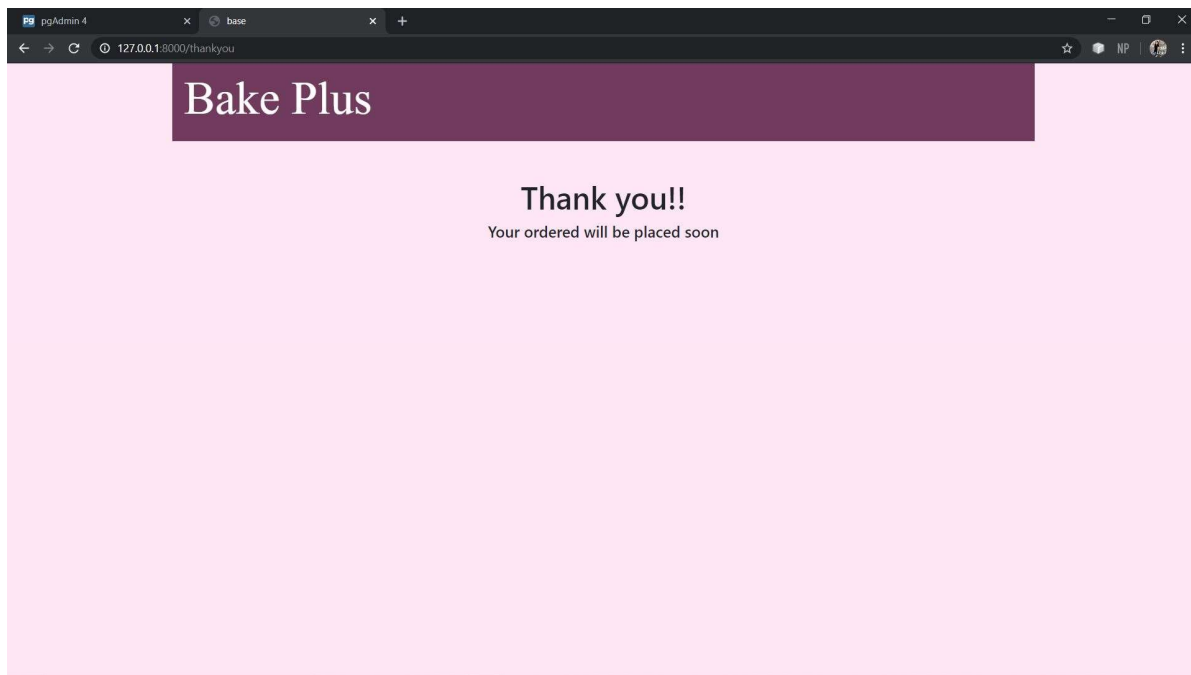 Pg pgAdmin 4
base
127.0.0.1:8000/thankyou
NP
Bake Plus
Thank you!!
Your ordered will be placed soon